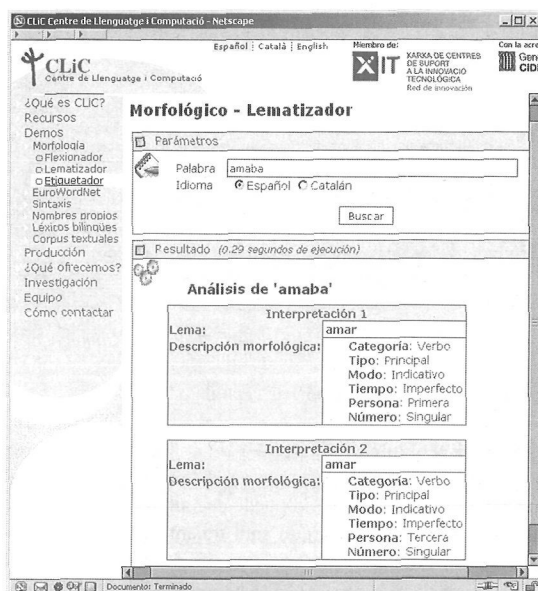 CLiC Centre de Llenguatge i Computació - Netscape
Español | Català | English
CLiC
Centre de Llenguatge i Computació
Miembro de:
XIT
XARXA DE CENTRES
DE SUPORT
A LA INNOVACIÓ
TECNOLÒGICA
Red de innovación
Con la acre
Gene
CIDE
¿Qué es CLIC?
Recursos
Demos
Morfología
Flexionador
Lematizador
Etiquetador
EuroWordNet
Sintaxis
Nombres propios
Léxicos bilingües
Corpus textuales
Producción
¿Qué ofrecemos?
Investigación
Equipo
Cómo contactar
Morfológico - Lematizador
Parámetros
Palabra amaba
Idioma Español Catalán
Buscar
Resultado (0.29 segundos de ejecución)
Análisis de 'amaba'
Interpretación 1
Lema: amar
Descripción morfológica: Categoría: Verbo
Tipo: Principal
Modo: Indicativo
Tiempo: Imperfecto
Persona: Primera
Número: Singular
Interpretación 2
Lema: amar
Descripción morfológica: Categoría: Verbo
Tipo: Principal
Modo: Indicativo
Tiempo: Imperfecto
Persona: Tercera
Número: Singular
Documento: Terminado